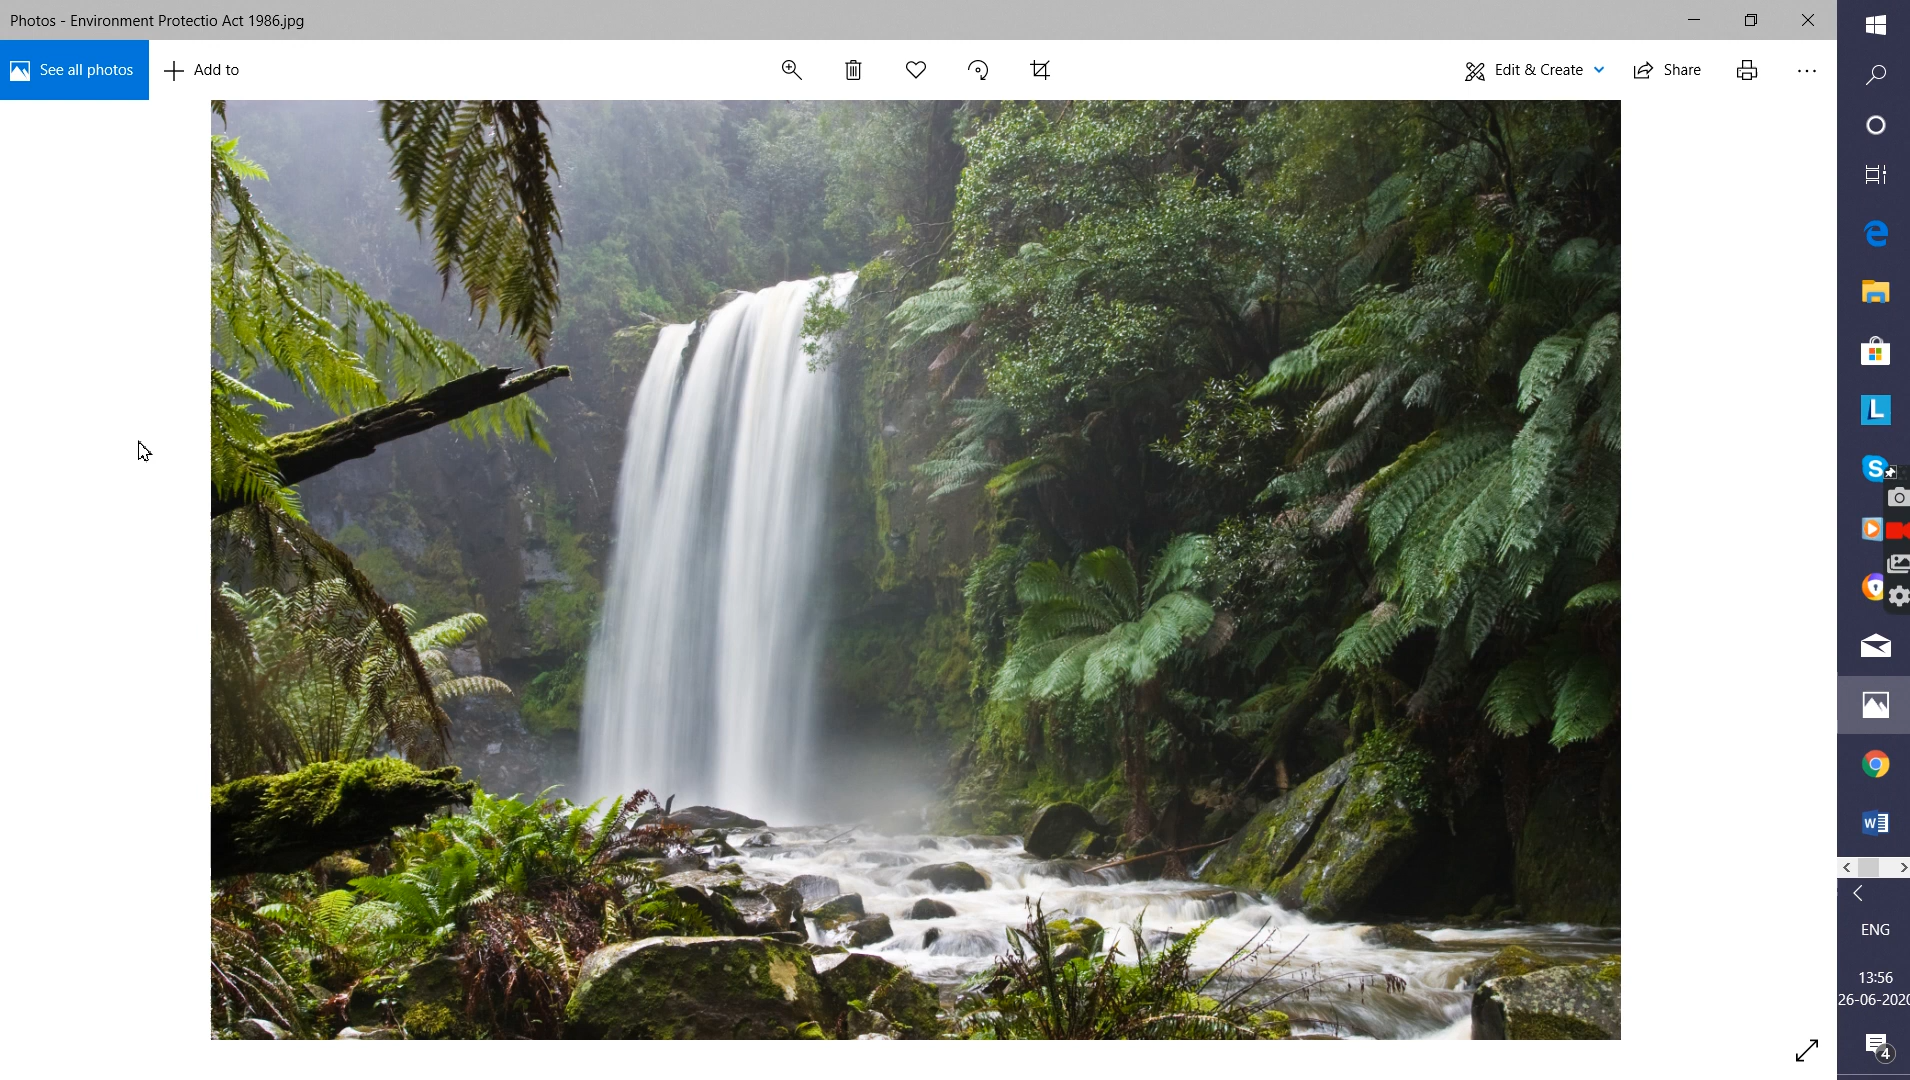 Photos - Environment Protectio Act 1986.jpg
See all photos
Add to
Edit & Create
Share
L
S
W
ENG
13:56
26-06-2020
4